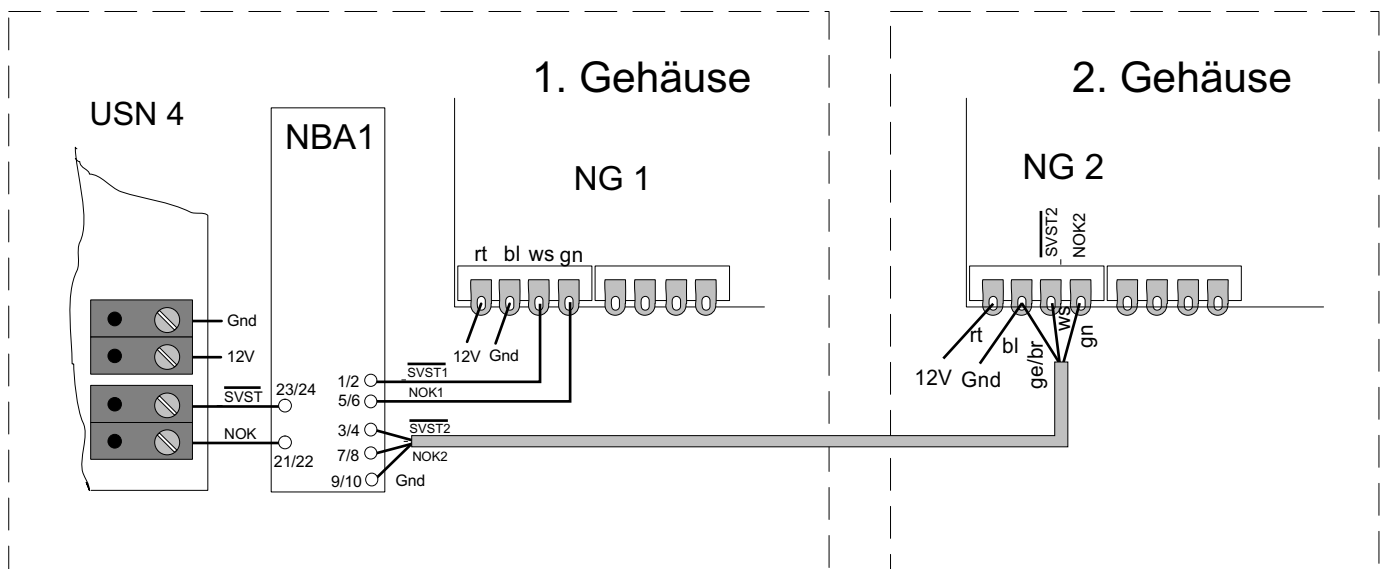 1. Gehäuse
2. Gehäuse
USN 4
NBA1
NG 1
NG 2
SVST2
NOK2
rt bl ws gn
Gnd
12V
SVST
NOK
23/24
21/22
1/2
5/6
3/4
7/8
9/10
SVST1
NOK1
SVST2
NOK2
Gnd
12V Gnd
rt
bl
ge/br
ws
gn
12V Gnd